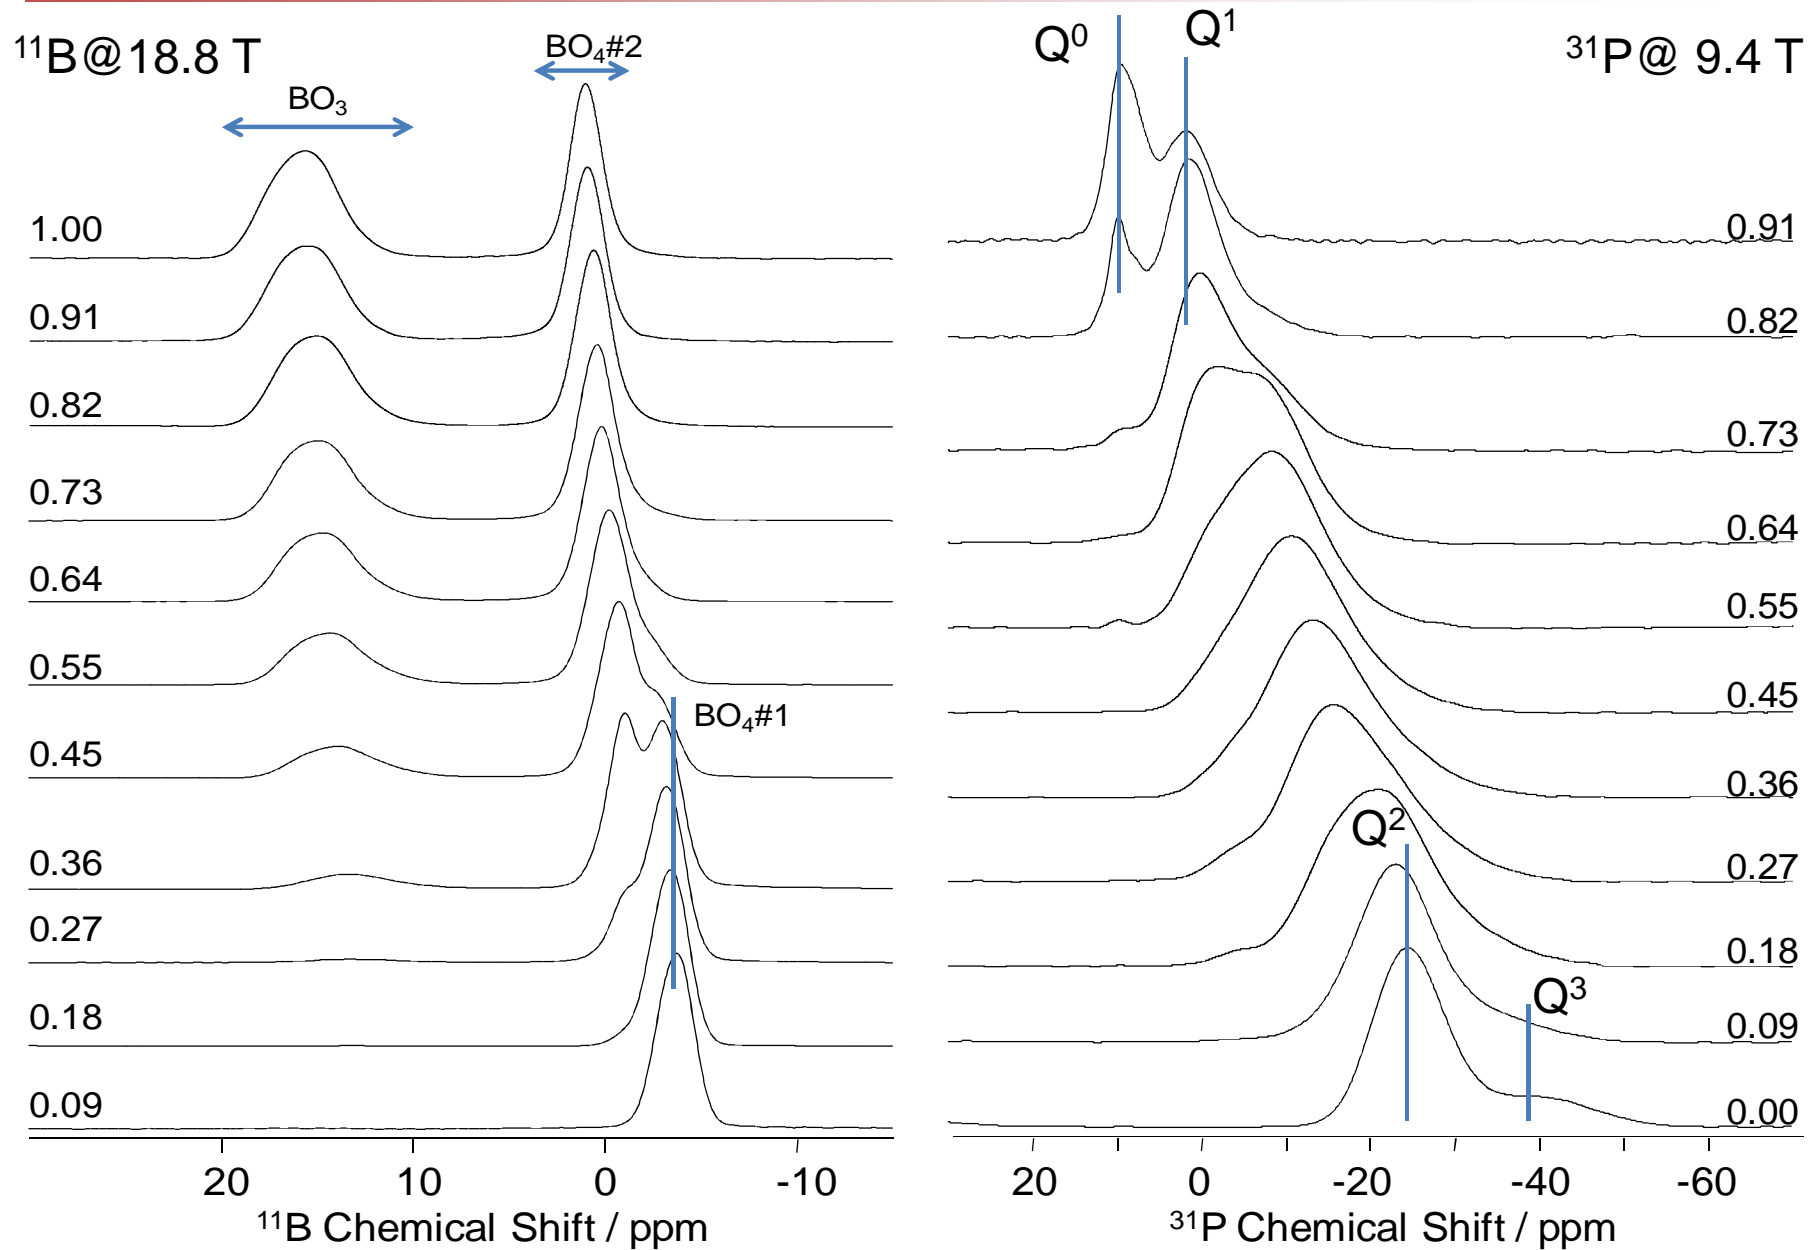 ¹¹B@18.8 T
BO₄#2
BO₃
1.00
0.91
0.82
0.73
0.64
0.55
0.45
0.36
0.27
0.18
0.09
BO₄#1
20 10 0 -10
¹¹B Chemical Shift / ppm
Q⁰
Q¹
³¹P@ 9.4 T
0.91
0.82
0.73
0.64
0.55
0.45
0.36
0.27
0.18
0.09
0.00
Q²
Q³
20 0 -20 -40 -60
³¹P Chemical Shift / ppm